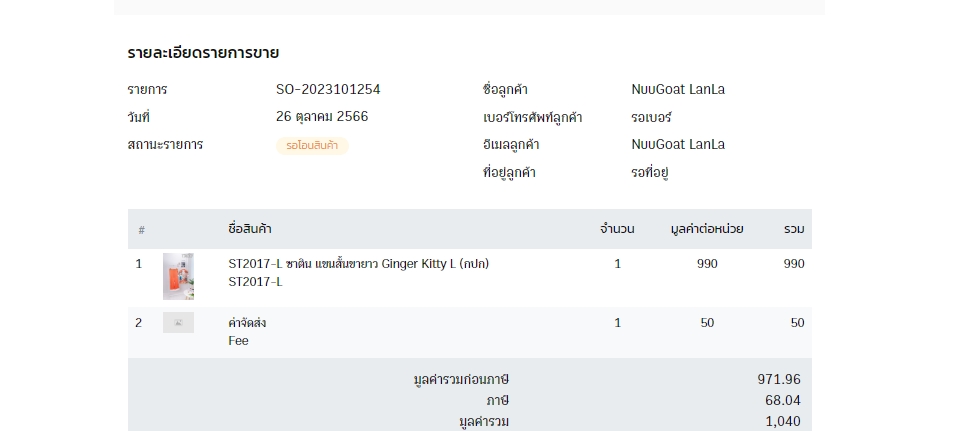 รายละเอียดรายการขาย
รายการ SO-2023101254 ชื่อลูกค้า NuuGoat LanLa
วันที่ 26 ตุลาคม 2566 เบอร์โทรศัพท์ลูกค้า รอเบอร์
สถานะรายการ รอโอนสินค้า อีเมลลูกค้า NuuGoat LanLa
ที่อยู่ลูกค้า รอที่อยู่
# ชื่อสินค้า จำนวน มูลค่าต่อหน่วย รวม
1 ST2017-L ซาติน แขนสั้นขายาว Ginger Kitty L (กปก) 1 990 990
ST2017-L
2 ค่าจัดส่ง 1 50 50
Fee
มูลค่ารวมก่อนภาษี 971.96
ภาษี 68.04
มูลค่ารวม 1,040